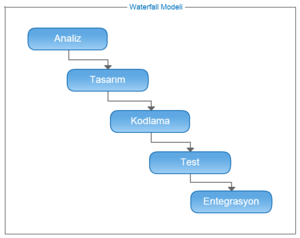 Waterfall Modeli
Analiz
Tasarım
Kodlama
Test
Entegrasyon